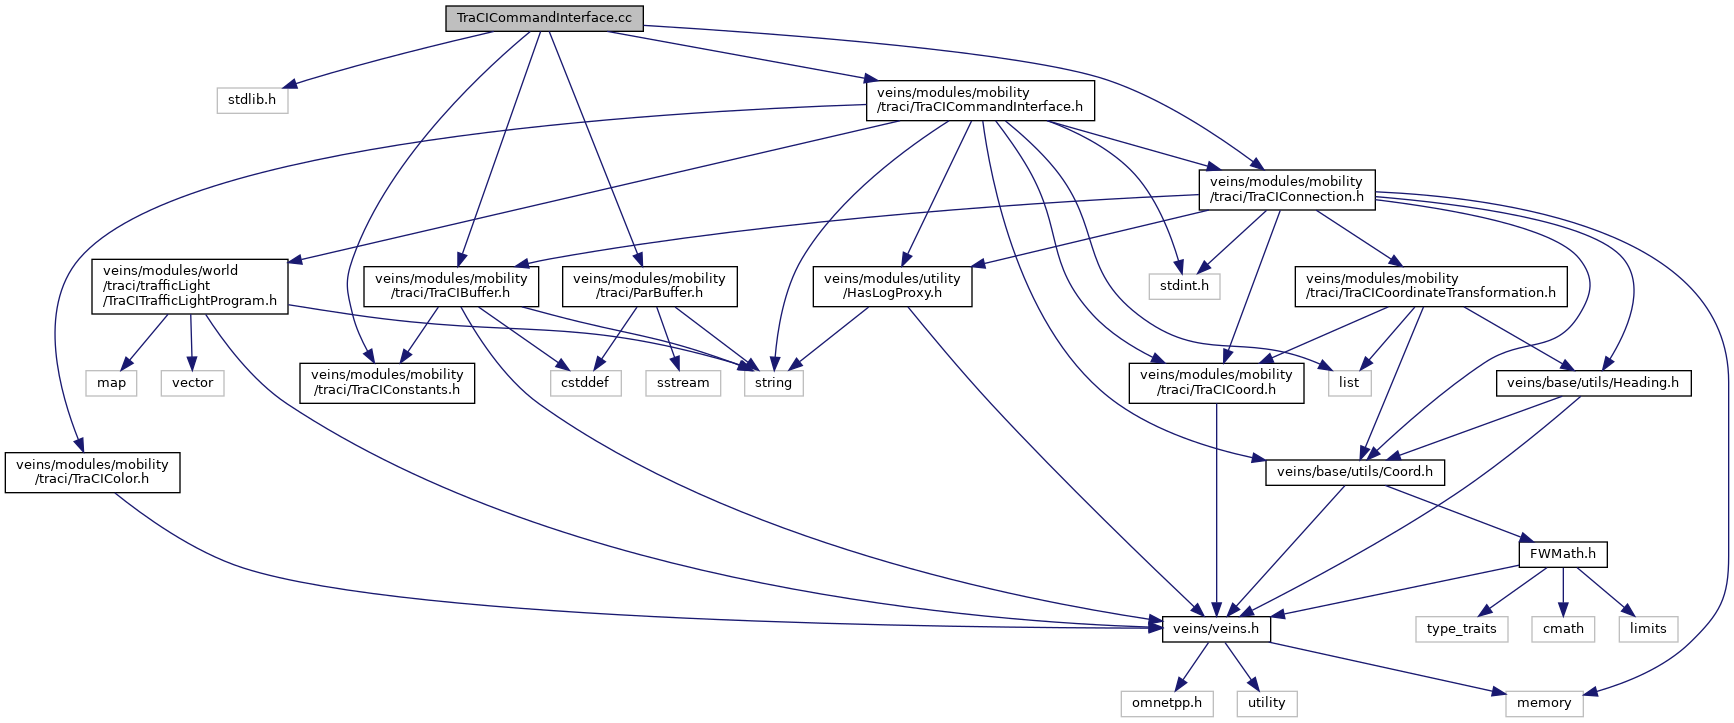 TraCICommandInterface.cc
stdlib.h
veins/modules/mobility
/traci/TraCICommandInterface.h
veins/modules/mobility
/traci/TraCIConnection.h
veins/modules/world
/traci/trafficLight
/TraCITrafficLightProgram.h
veins/modules/mobility
/traci/TraCIBuffer.h
veins/modules/mobility
/traci/ParBuffer.h
veins/modules/utility
/HasLogProxy.h
stdint.h
veins/modules/mobility
/traci/TraCICoordinateTransformation.h
map
vector
veins/modules/mobility
/traci/TraCIConstants.h
cstddef
sstream
string
veins/modules/mobility
/traci/TraCICoord.h
list
veins/base/utils/Heading.h
veins/modules/mobility
/traci/TraCIColor.h
veins/base/utils/Coord.h
FWMath.h
veins/veins.h
type_traits
cmath
limits
omnetpp.h
utility
memory